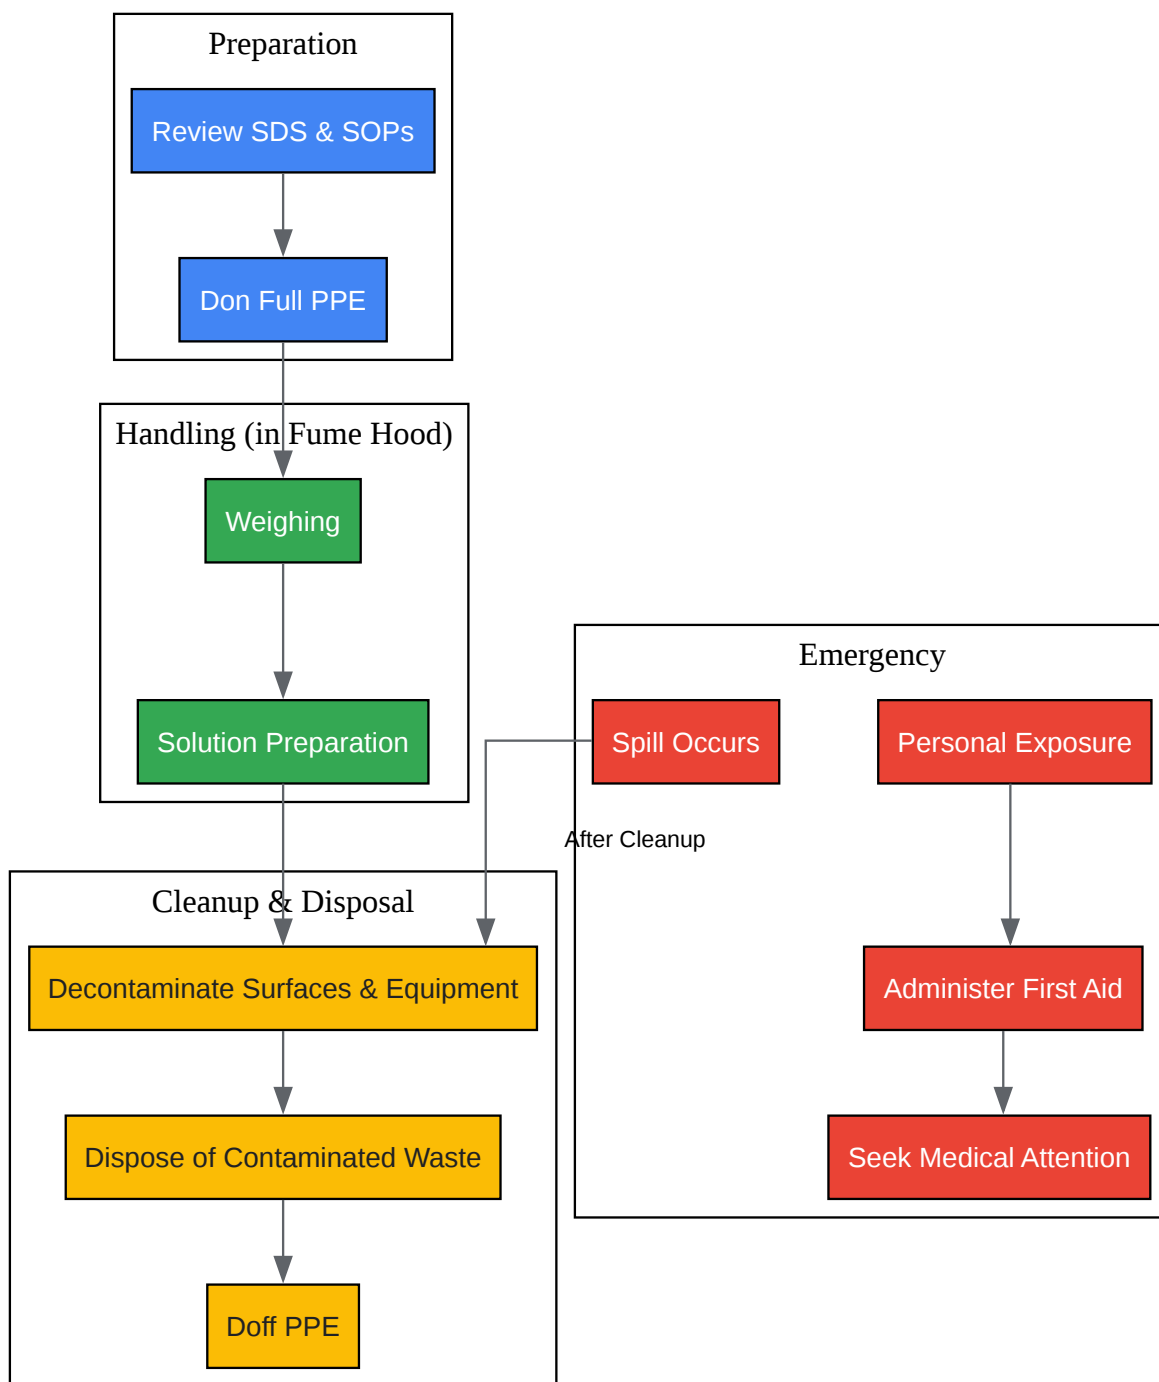 Preparation
Review SDS & SOPs
Don Full PPE
Handling (in Fume Hood)
Weighing
Solution Preparation
Emergency
Spill Occurs
Personal Exposure
After Cleanup
Cleanup & Disposal
Decontaminate Surfaces & Equipment
Administer First Aid
Dispose of Contaminated Waste
Seek Medical Attention
Doff PPE